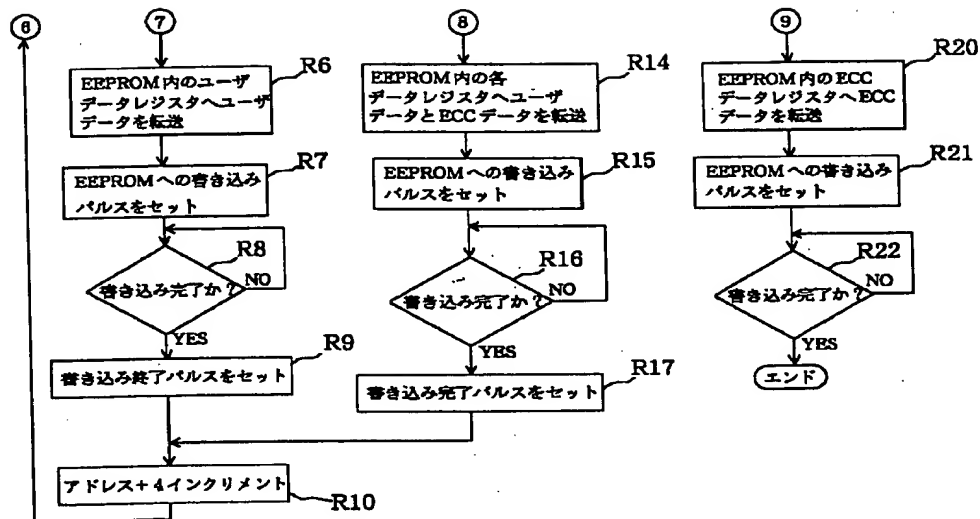 6
7
EEPROM内のユーザ
データレジスタへユーザ
データを転送
R6
EEPROMへの書き込み
パルスをセット
R7
書き込み完了か?
R8
NO
YES
書き込み終了パルスをセット
R9
アドレス+4インクリメント
R10
8
EEPROM内の各
データレジスタへユーザ
データとECCデータを転送
R14
EEPROMへの書き込み
パルスをセット
R15
書き込み完了か?
R16
NO
YES
書き込み完了パルスをセット
R17
9
EEPROM内のECC
データレジスタへECC
データを転送
R20
EEPROMへの書き込み
パルスをセット
R21
書き込み完了か?
R22
NO
YES
エンド